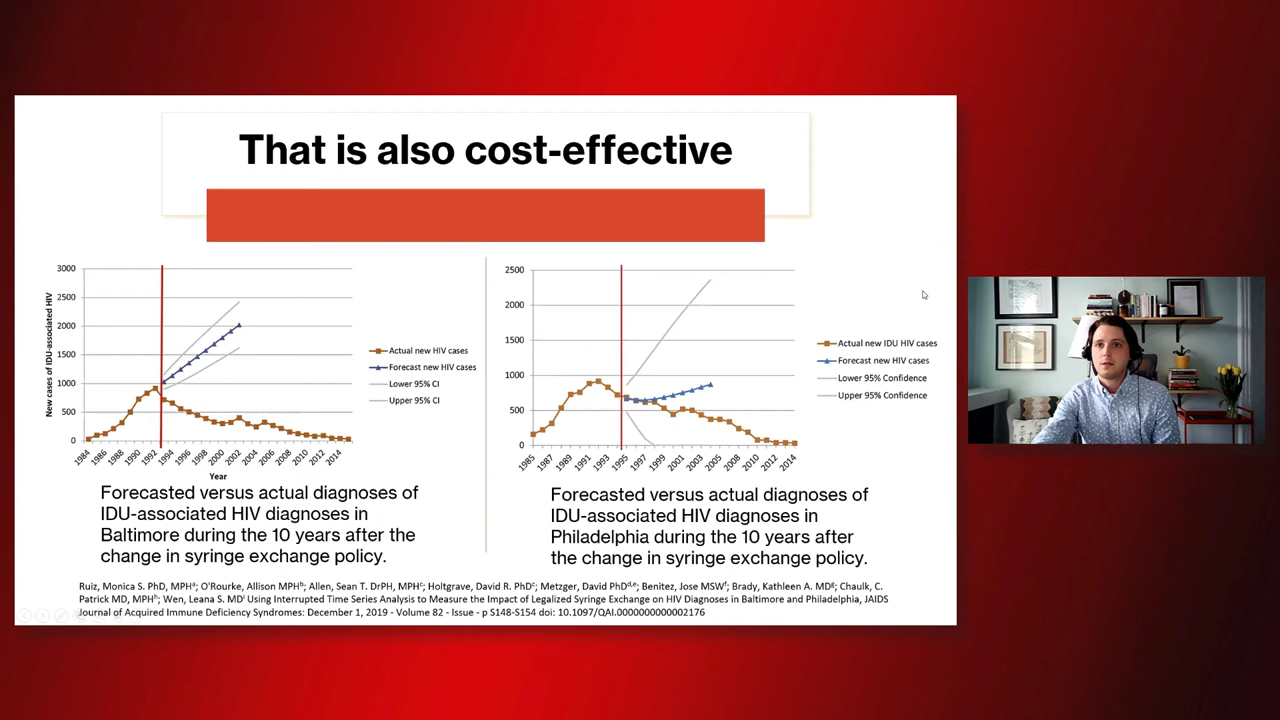 That is also cost-effective
3000
2500
2000
1500
1000
500
0
New cases of IDU-associated HIV
1984
1986
1988
1990
1992
1994
1996
1998
2000
2002
2004
2006
2008
2010
2012
2014
Year
Actual new HIV cases
Forecast new HIV cases
Lower 95% CI
Upper 95% CI
Forecasted versus actual diagnoses of
IDU-associated HIV diagnoses in
Baltimore during the 10 years after the
change in syringe exchange policy.
2500
2000
1500
1000
500
0
1985
1987
1989
1991
1993
1995
1997
1999
2001
2003
2005
2008
2010
2012
2014
Actual new IDU HIV cases
Forecast new HIV cases
Lower 95% Confidence
Upper 95% Confidence
Forecasted versus actual diagnoses of
IDU-associated HIV diagnoses in
Philadelphia during the 10 years after
the change in syringe exchange policy.
Ruiz, Monica S. PhD, MPHa; O'Rourke, Allison MPHb; Allen, Sean T. DrPH, MPHc; Holtgrave, David R. PhDc; Metzger, David PhDd,e; Benitez, Jose MSWf; Brady, Kathleen A. MDg; Chaulk, C.
Patrick MD, MPHh; Wen, Leana S. MDi Using Interrupted Time Series Analysis to Measure the Impact of Legalized Syringe Exchange on HIV Diagnoses in Baltimore and Philadelphia, JAIDS
Journal of Acquired Immune Deficiency Syndromes: December 1, 2019 - Volume 82 - Issue - p S148-S154 doi: 10.1097/QAI.0000000000002176